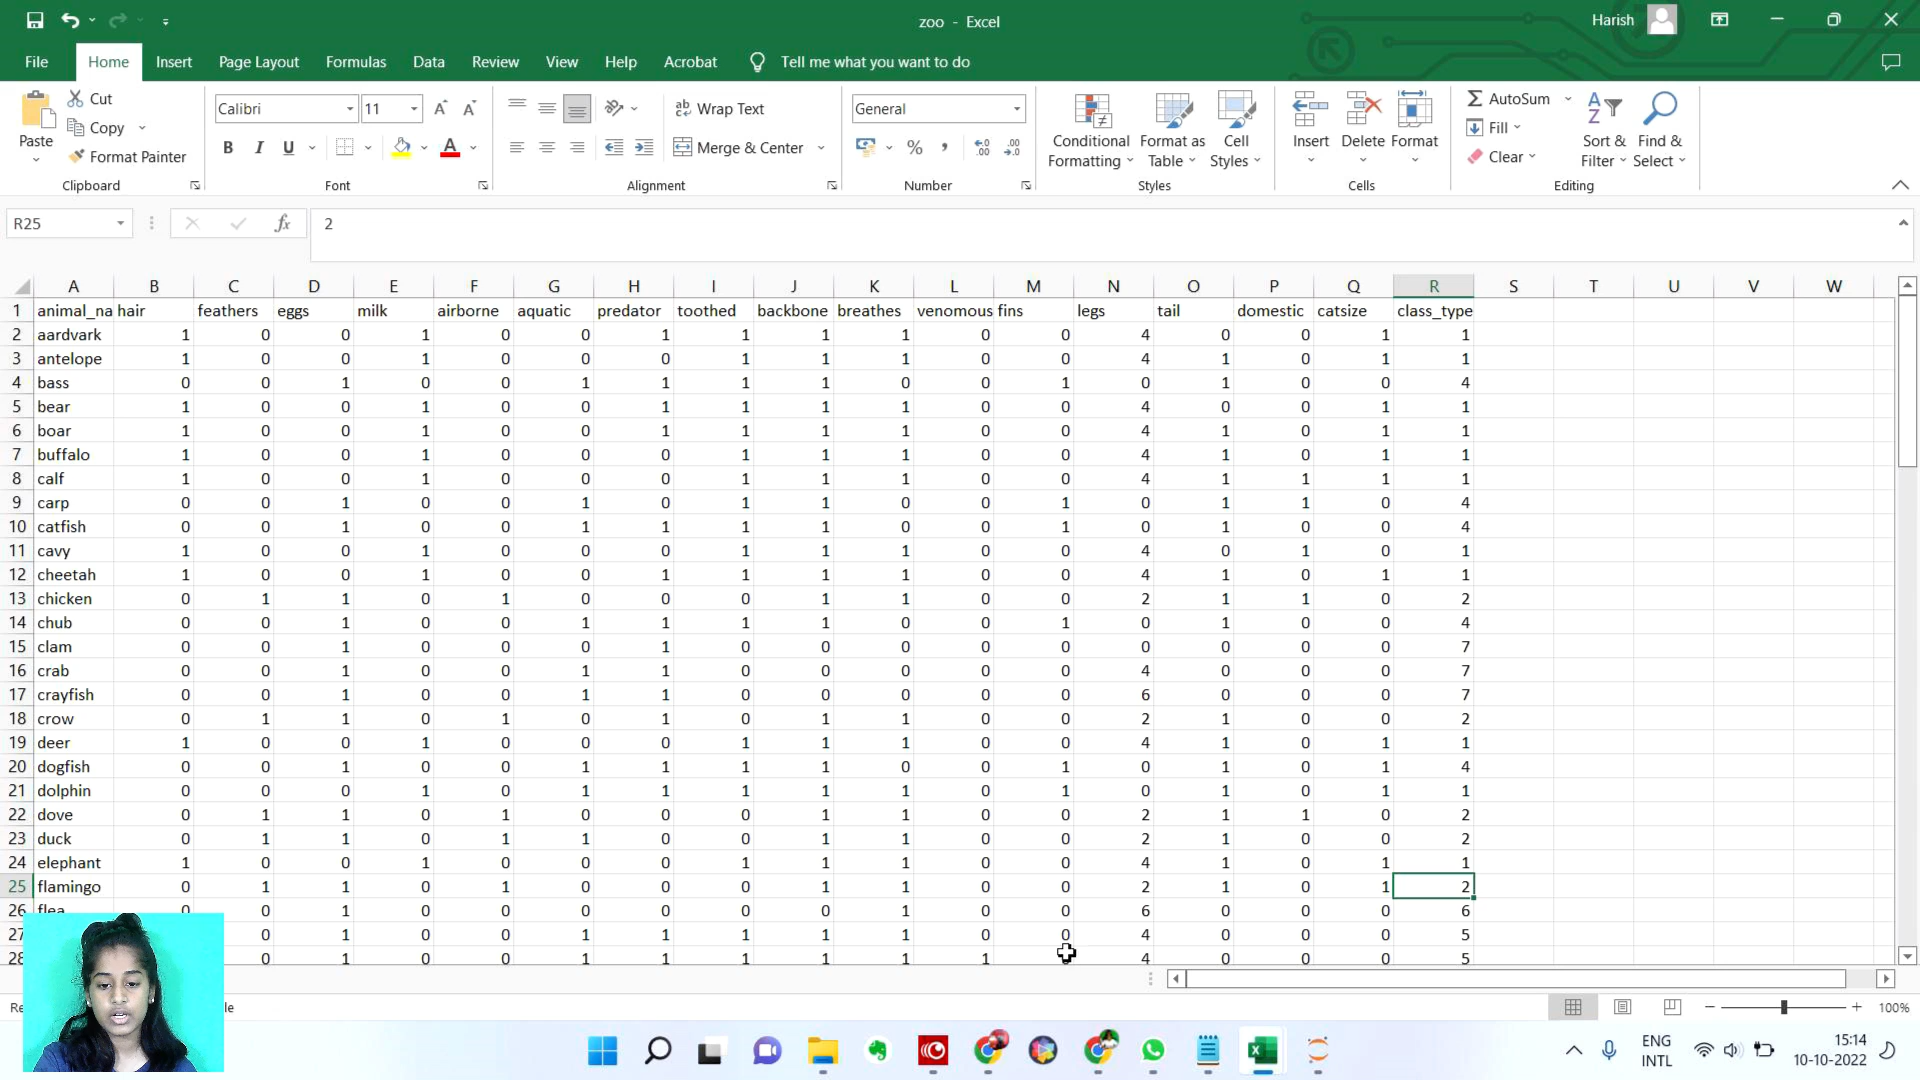 zoo - Excel
Harish
File Home Insert Page Layout Formulas Data Review View Help Acrobat Tell me what you want to do
Paste
Cut
Copy
Format Painter
Clipboard
Calibri 11
B I U
Font
Wrap Text
Merge & Center
Alignment
General
Number
Conditional Formatting
Format as Table
Cell Styles
Styles
Insert Delete Format
Cells
AutoSum
Fill
Clear
Sort & Filter
Find & Select
Editing
R25 fx 2
A B C D E F G H I J K L M N O P Q R S T U V W
1 animal_na hair feathers eggs milk airborne aquatic predator toothed backbone breathes venomous fins legs tail domestic catsize class_type
2 aardvark 1 0 0 1 0 0 1 1 1 1 0 0 4 0 0 1 1
3 antelope 1 0 0 1 0 0 0 1 1 1 0 0 4 1 0 1 1
4 bass 0 0 1 0 0 1 1 1 1 0 0 1 0 1 0 0 4
5 bear 1 0 0 1 0 0 1 1 1 1 0 0 4 0 0 1 1
6 boar 1 0 0 1 0 0 1 1 1 1 0 0 4 1 0 1 1
7 buffalo 1 0 0 1 0 0 0 1 1 1 0 0 4 1 0 1 1
8 calf 1 0 0 1 0 0 0 1 1 1 0 0 4 1 1 1 1
9 carp 0 0 1 0 0 1 0 1 1 0 0 1 0 1 1 0 4
10 catfish 0 0 1 0 0 1 1 1 1 0 0 1 0 1 0 0 4
11 cavy 1 0 0 1 0 0 0 1 1 1 0 0 4 0 1 0 1
12 cheetah 1 0 0 1 0 0 1 1 1 1 0 0 4 1 0 1 1
13 chicken 0 1 1 0 1 0 0 0 1 1 0 0 2 1 1 0 2
14 chub 0 0 1 0 0 1 1 1 1 0 0 1 0 1 0 0 4
15 clam 0 0 1 0 0 0 1 0 0 0 0 0 0 0 0 0 7
16 crab 0 0 1 0 0 1 1 0 0 0 0 0 4 0 0 0 7
17 crayfish 0 0 1 0 0 1 1 0 0 0 0 0 6 0 0 0 7
18 crow 0 1 1 0 1 0 1 0 1 1 0 0 2 1 0 0 2
19 deer 1 0 0 1 0 0 0 1 1 1 0 0 4 1 0 1 1
20 dogfish 0 0 1 0 0 1 1 1 1 0 0 1 0 1 0 1 4
21 dolphin 0 0 0 1 0 1 1 1 1 1 0 1 0 1 0 1 1
22 dove 0 1 1 0 1 0 0 0 1 1 0 0 2 1 1 0 2
23 duck 0 1 1 0 1 1 0 0 1 1 0 0 2 1 0 0 2
24 elephant 1 0 0 1 0 0 0 1 1 1 0 0 4 1 0 1 1
25 flamingo 0 1 1 0 1 0 0 0 1 1 0 0 2 1 0 1 2
26 flea 0 0 1 0 0 0 0 0 0 1 0 0 6 0 0 0 6
27 0 1 0 0 1 1 1 1 1 0 0 4 0 0 0 5
28 0 1 0 0 1 1 1 1 1 1 4 0 0 0 5
100%
ENG
INTL
15:14
10-10-2022